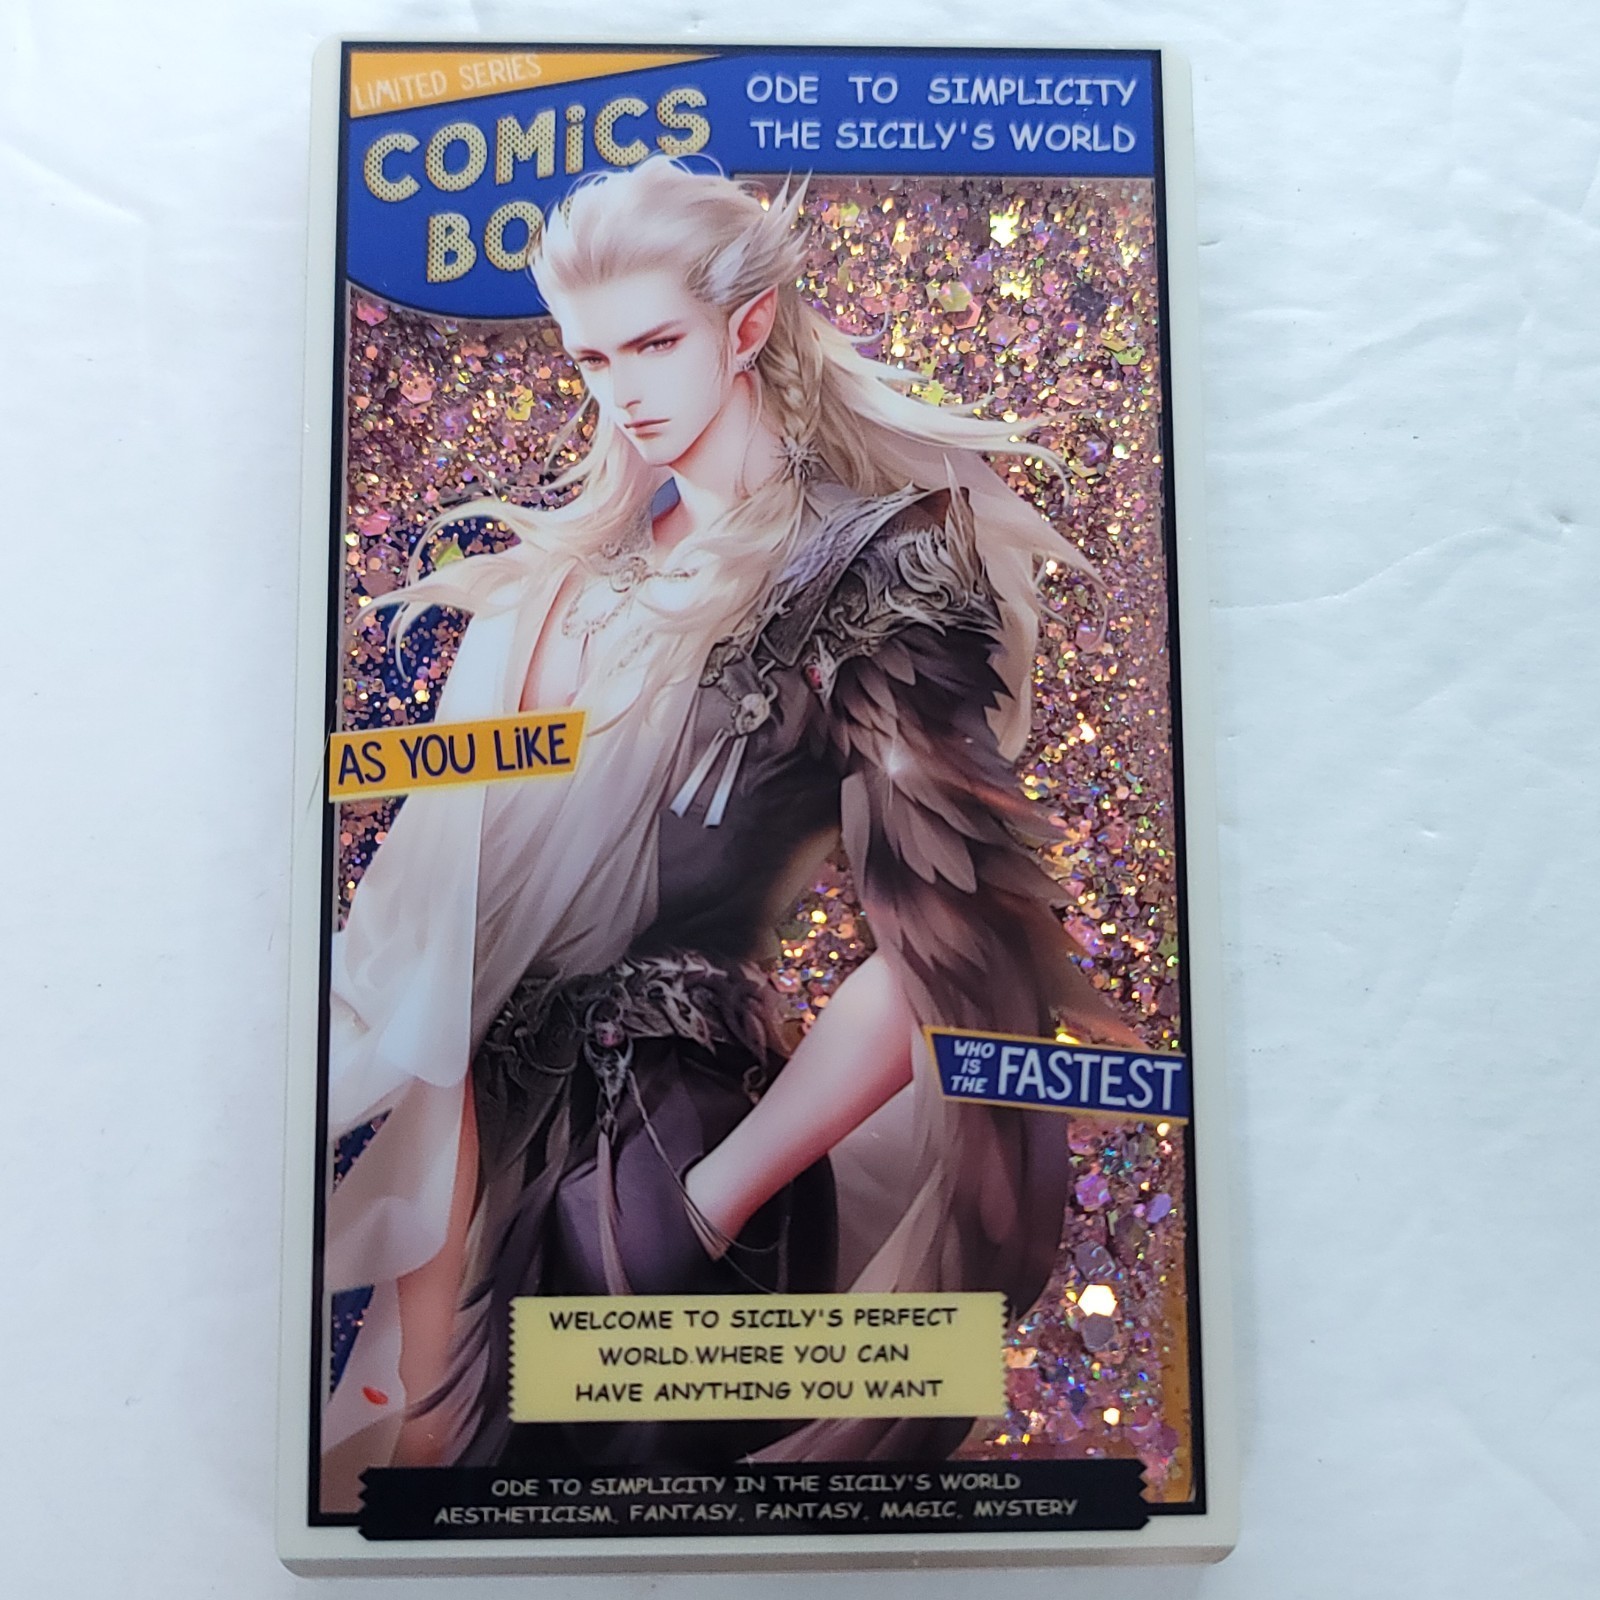 LIMITED SERIES
COMiCS
BO
ODE TO SIMPLICITY
THE SICILY'S WORLD
AS YOU LiKE
WHO
IS
THE
FASTEST
WELCOME TO SICILY'S PERFECT
WORLD.WHERE YOU CAN
HAVE ANYTHING YOU WANT
ODE TO SIMPLICITY IN THE SICILY'S WORLD
AESTHETICISM, FANTASY, FANTASY, MAGIC, MYSTERY